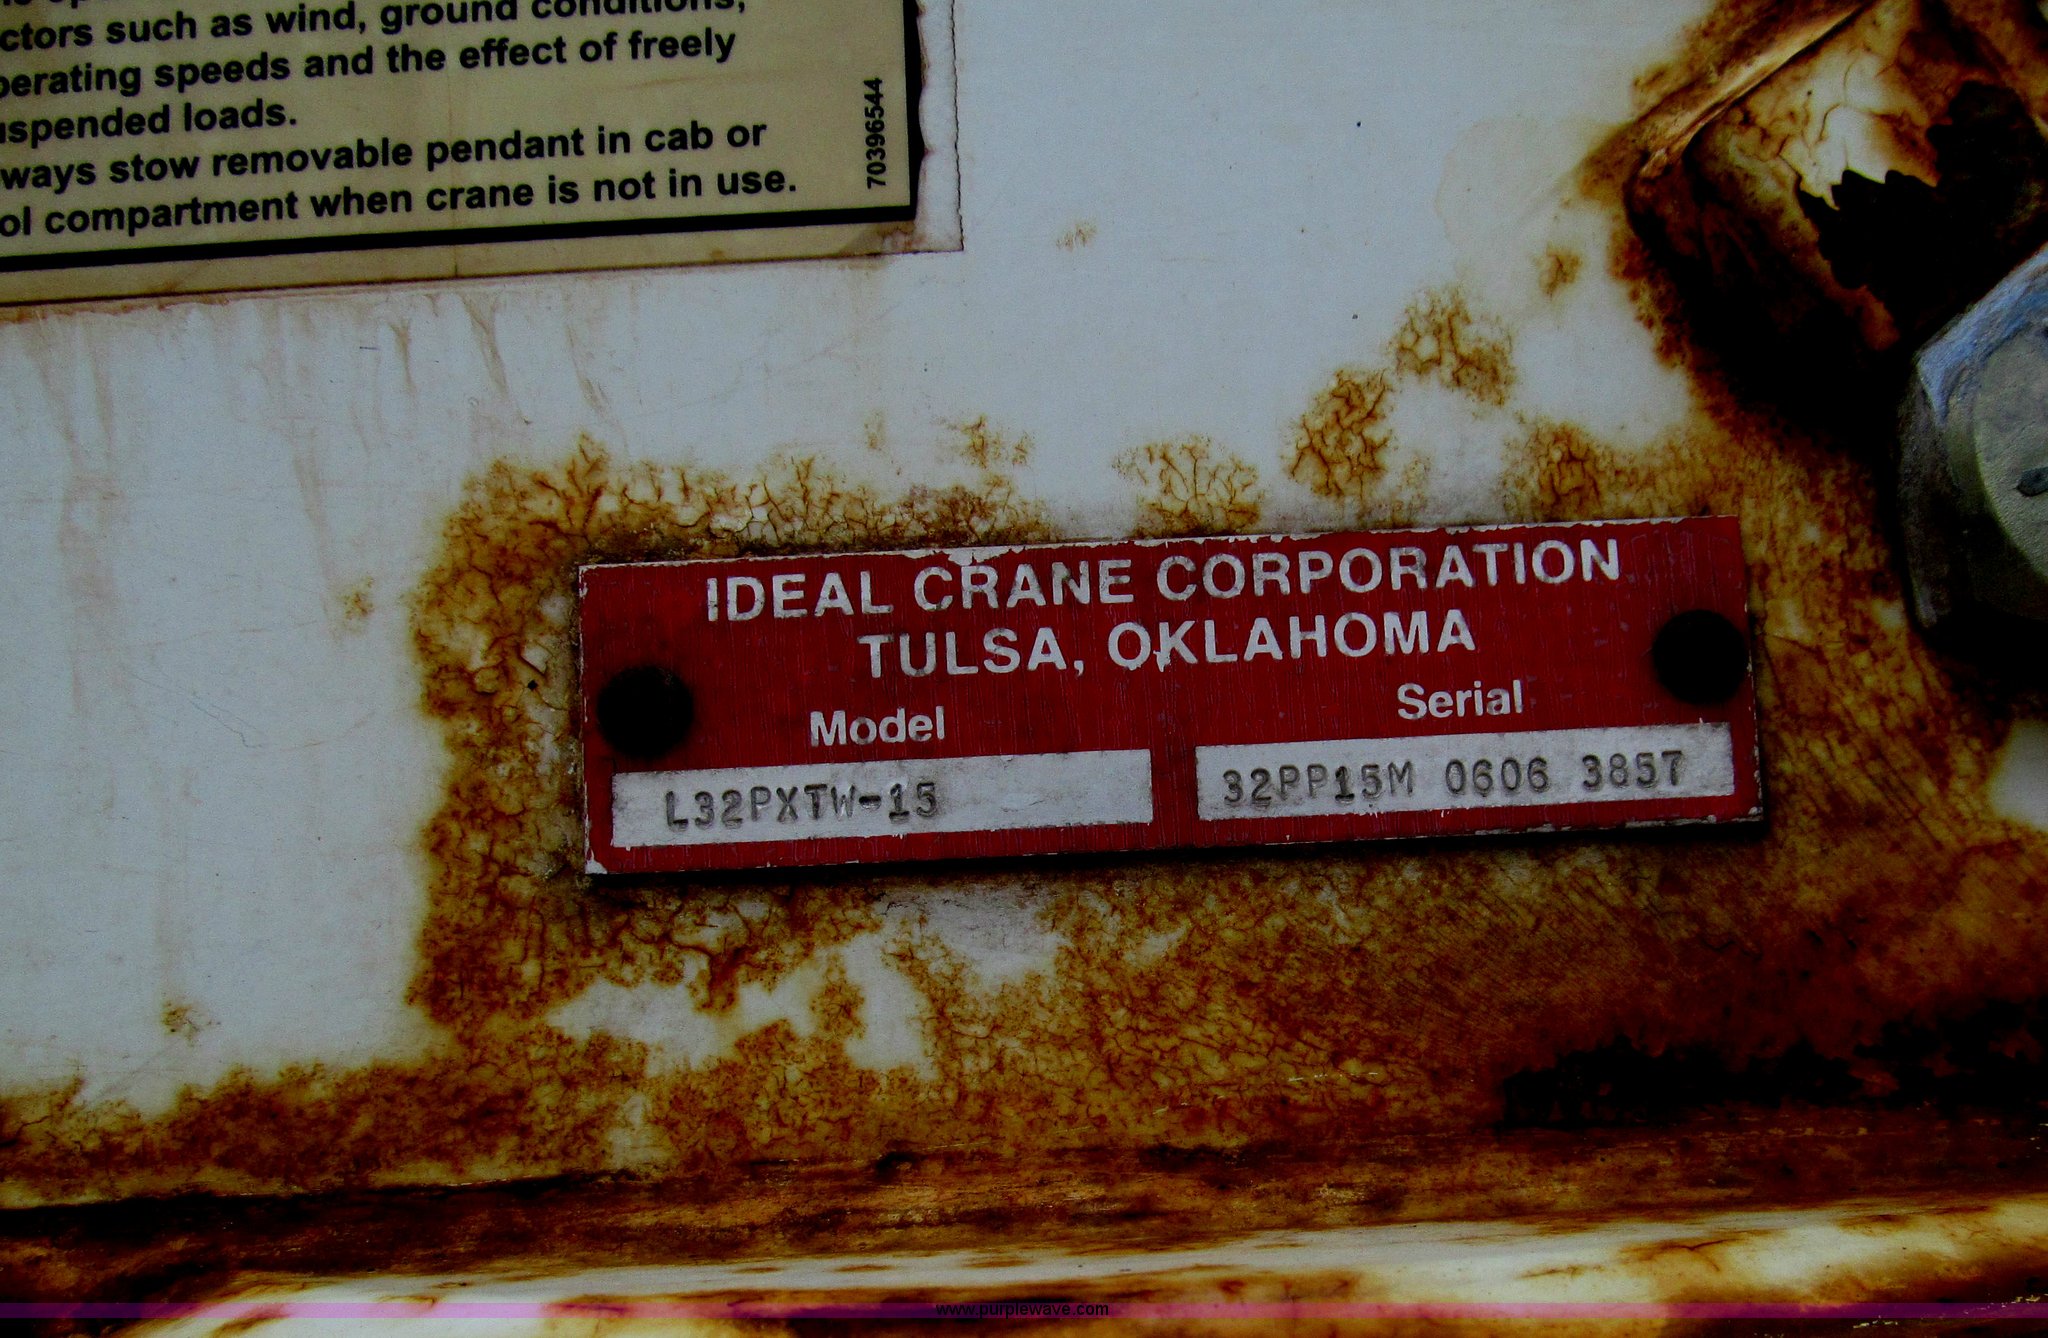 ctors such as wind, ground conditions,
perating speeds and the effect of freely
uspended loads.
ways stow removable pendant in cab or
ol compartment when crane is not in use.
70396544
IDEAL CRANE CORPORATION
TULSA, OKLAHOMA
Model
Serial
L32PXTW-15
32PP15M 0606 3857
www.purplewave.com